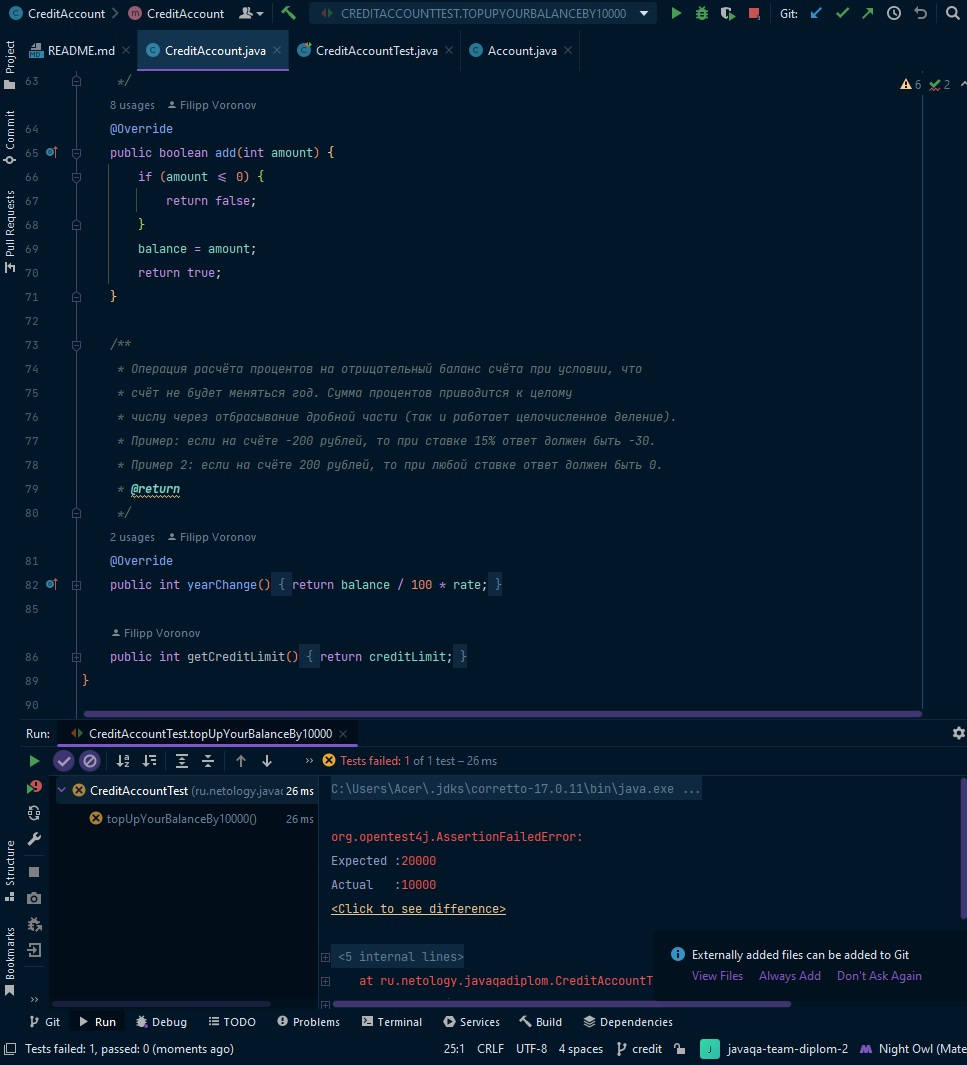 CreditAccount
CreditAccount
CREDITACCOUNTTEST.TOPUPYOURBALANCEBY10000
Git:
README.md
CreditAccount.java
CreditAccountTest.java
Account.java
Project
Commit
Pull Requests
Structure
Bookmarks
6
2
63 */
8 usages Filipp Voronov
64 @Override
65 public boolean add(int amount) {
66 if (amount <= 0) {
67 return false;
68 }
69 balance = amount;
70 return true;
71 }
72
73 /**
74 * Операция расчёта процентов на отрицательный баланс счёта при условии, что
75 * счёт не будет меняться год. Сумма процентов приводится к целому
76 * числу через отбрасывание дробной части (так и работает целочисленное деление).
77 * Пример: если на счёте -200 рублей, то при ставке 15% ответ должен быть -30.
78 * Пример 2: если на счёте 200 рублей, то при любой ставке ответ должен быть 0.
79 * @return
80 */
2 usages Filipp Voronov
81 @Override
82 public int yearChange() { return balance / 100 * rate; }
85
Filipp Voronov
86 public int getCreditLimit() { return creditLimit; }
89 }
90
Run: CreditAccountTest.topUpYourBalanceBy10000
Tests failed: 1 of 1 test – 26 ms
CreditAccountTest (ru.netology.javac 26 ms
topUpYourBalanceBy10000() 26 ms
C:\Users\Acer\.jdks\corretto-17.0.11\bin\java.exe ...
org.opentest4j.AssertionFailedError:
Expected :20000
Actual :10000
<Click to see difference>
<5 internal lines>
at ru.netology.javaqadiplom.CreditAccountT
Externally added files can be added to Git
View Files Always Add Don't Ask Again
Git Run Debug TODO Problems Terminal Services Build Dependencies
Tests failed: 1, passed: 0 (moments ago) 25:1 CRLF UTF-8 4 spaces credit J javaqa-team-diplom-2 Night Owl (Mate